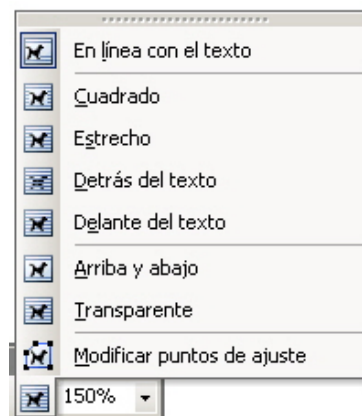 En línea con el texto
Cuadrado
Estrecho
Detrás del texto
Delante del texto
Arriba y abajo
Transparente
Modificar puntos de ajuste
150%